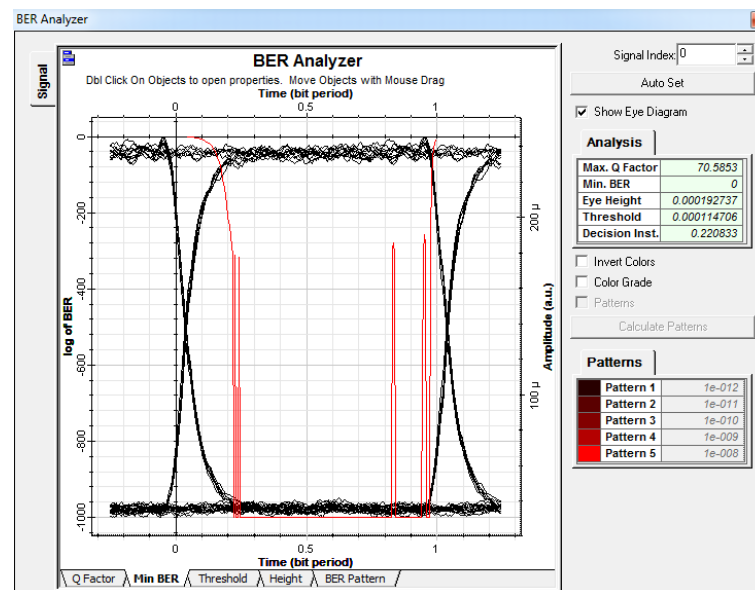 BER Analyzer
Signal
BER Analyzer
Dbl Click On Objects to open properties. Move Objects with Mouse Drag
Time (bit period)
0 0.5 1
0
-200
-400
-600
-800
-1000
log of BER
200 µ
100 µ
Amplitude (a.u.)
0 0.5 1
Time (bit period)
Q Factor Min BER Threshold Height BER Pattern
Signal Index: 0
Auto Set
Show Eye Diagram
Analysis
Max. Q Factor 70.5853
Min. BER 0
Eye Height 0.000192737
Threshold 0.000114706
Decision Inst. 0.220833
Invert Colors
Color Grade
Patterns
Calculate Patterns
Patterns
Pattern 1 1e-012
Pattern 2 1e-011
Pattern 3 1e-010
Pattern 4 1e-009
Pattern 5 1e-008